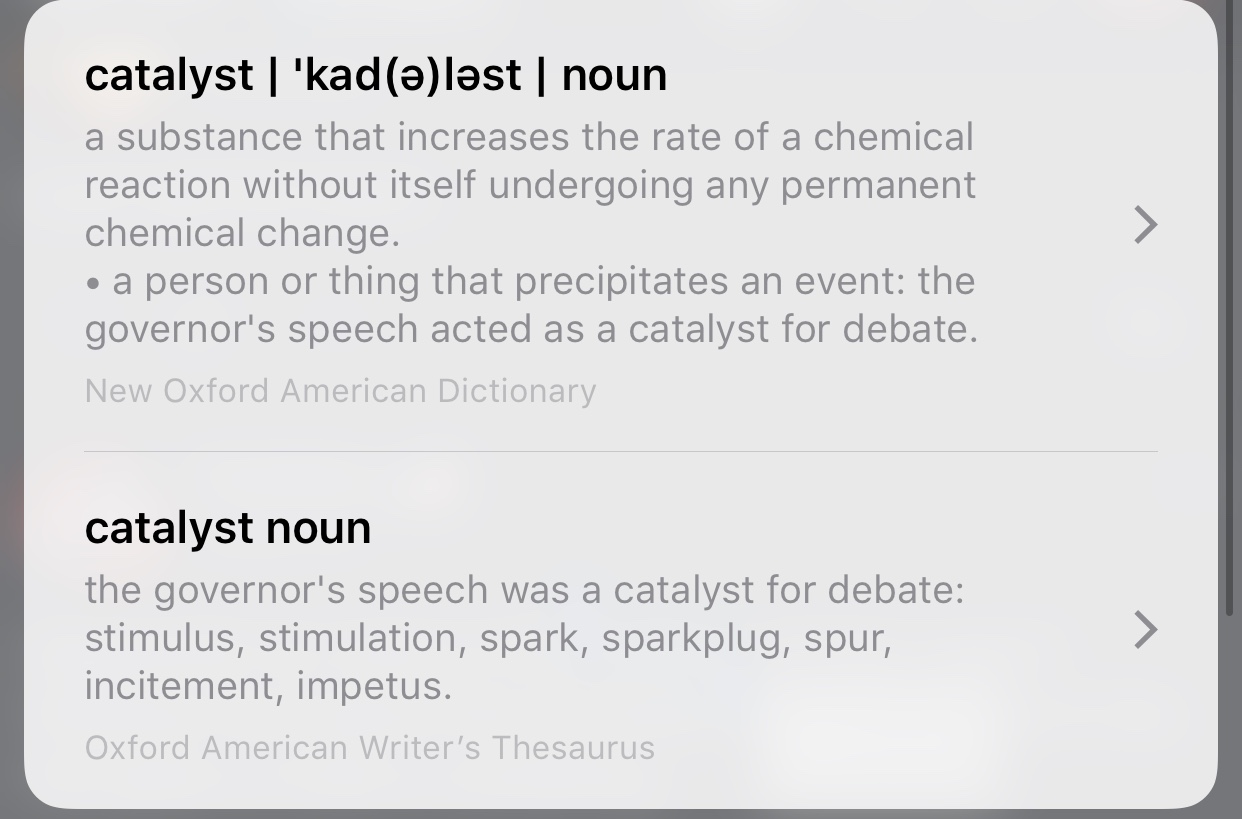 catalyst | 'kad(ə)ləst | noun
a substance that increases the rate of a chemical
reaction without itself undergoing any permanent
chemical change.
• a person or thing that precipitates an event: the
governor's speech acted as a catalyst for debate.
New Oxford American Dictionary
catalyst noun
the governor's speech was a catalyst for debate:
stimulus, stimulation, spark, sparkplug, spur,
incitement, impetus.
Oxford American Writer’s Thesaurus